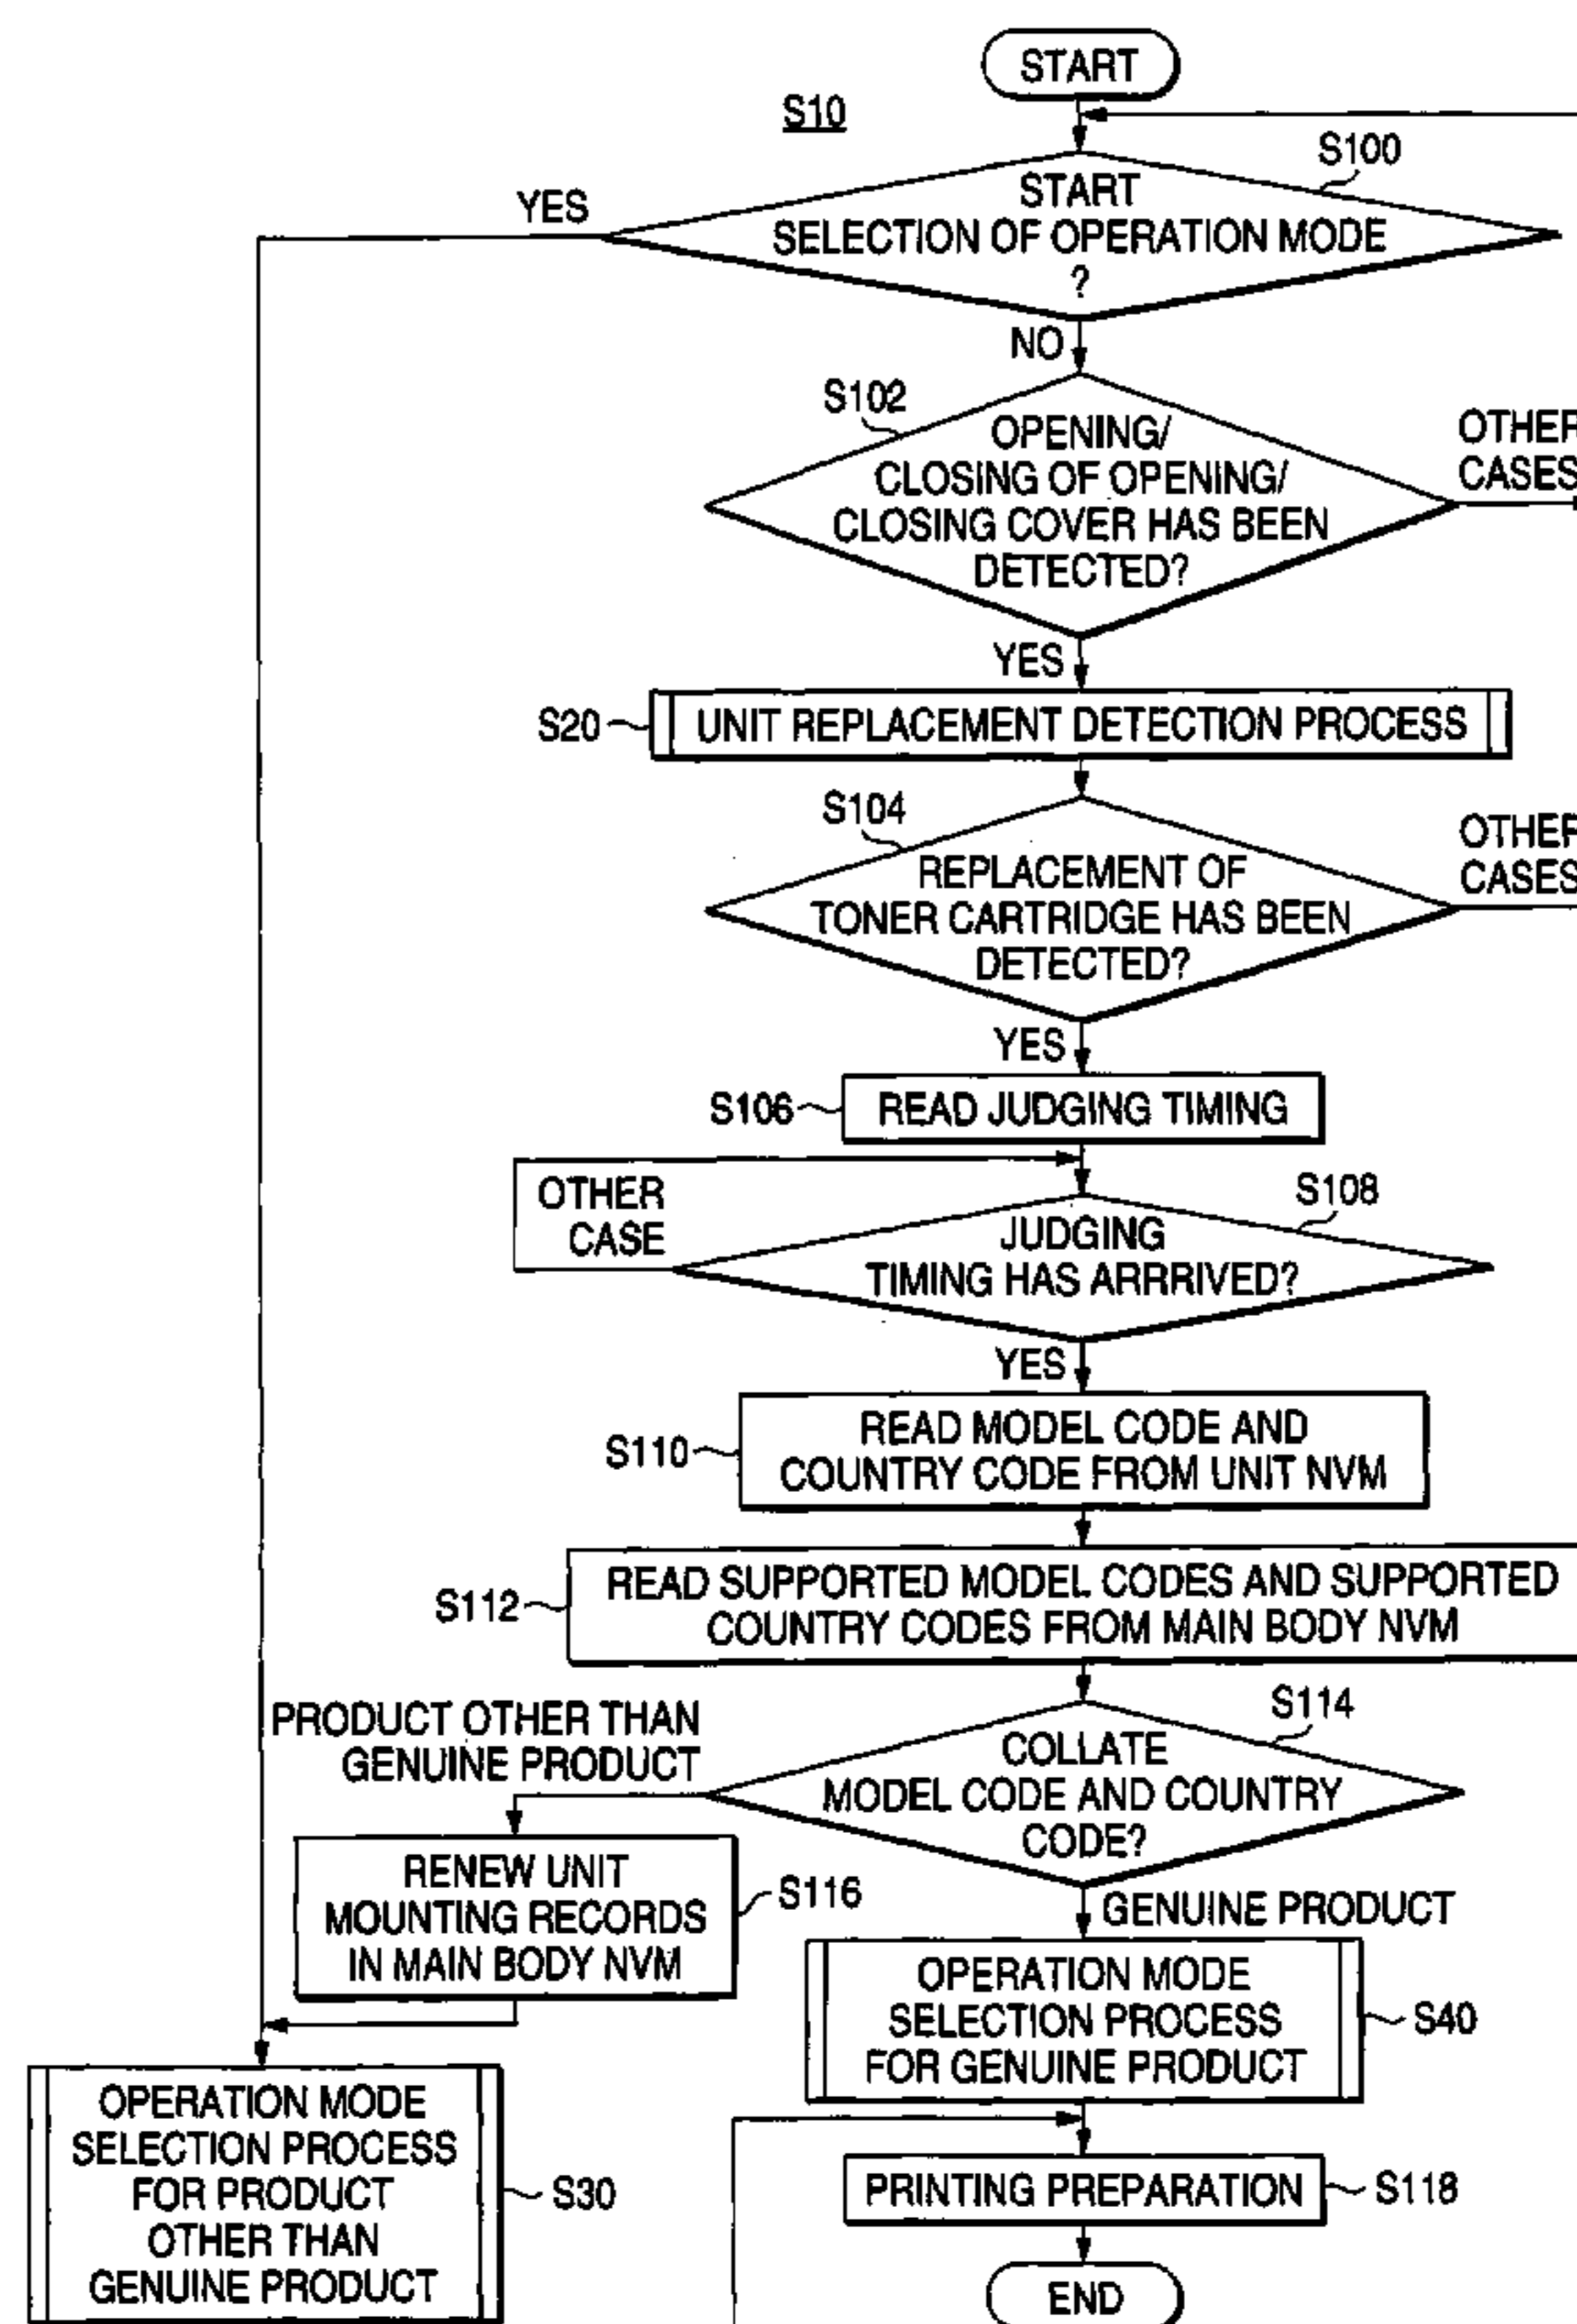 START
S10
S100
START
SELECTION OF OPERATION MODE
?
YES
NO
S102
OPENING/
CLOSING OF OPENING/
CLOSING COVER HAS BEEN
DETECTED?
OTHER
CASES
YES
S20
UNIT REPLACEMENT DETECTION PROCESS
S104
REPLACEMENT OF
TONER CARTRIDGE HAS BEEN
DETECTED?
OTHER
CASES
YES
S106
READ JUDGING TIMING
OTHER
CASE
S108
JUDGING
TIMING HAS ARRRIVED?
YES
S110
READ MODEL CODE AND
COUNTRY CODE FROM UNIT NVM
S112
READ SUPPORTED MODEL CODES AND SUPPORTED
COUNTRY CODES FROM MAIN BODY NVM
PRODUCT OTHER THAN
GENUINE PRODUCT
S114
COLLATE
MODEL CODE AND COUNTRY
CODE?
RENEW UNIT
MOUNTING RECORDS
IN MAIN BODY NVM
S116
GENUINE PRODUCT
OPERATION MODE
SELECTION PROCESS
FOR GENUINE PRODUCT
S40
OPERATION MODE
SELECTION PROCESS
FOR PRODUCT
OTHER THAN
GENUINE PRODUCT
S30
PRINTING PREPARATION
S118
END